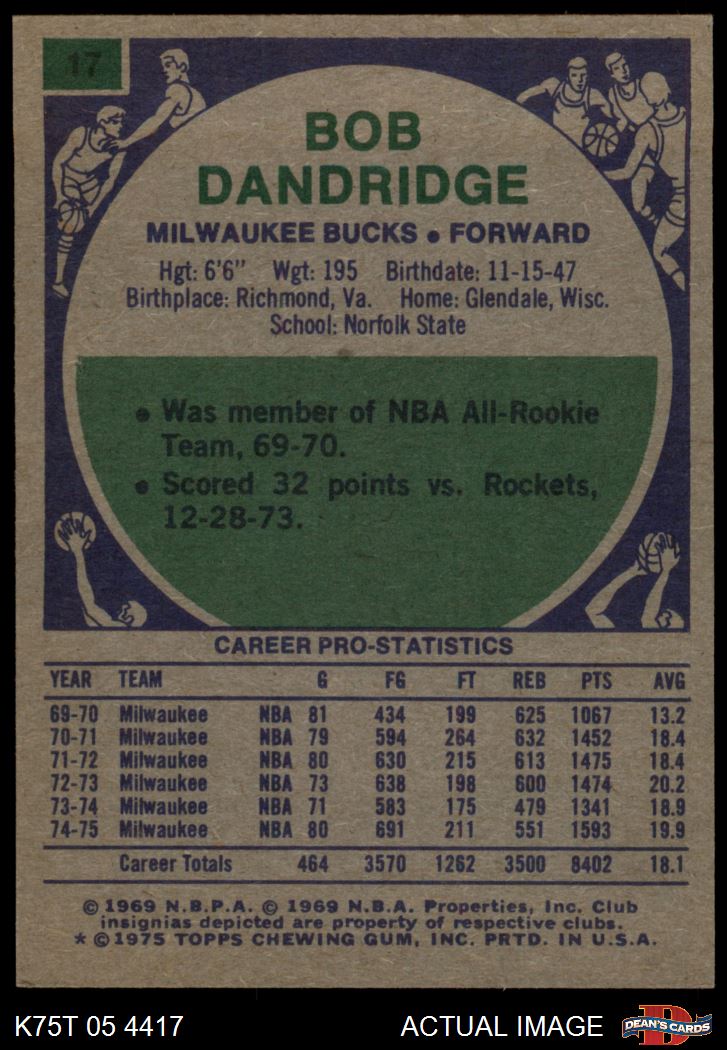 17
BOB
DANDRIDGE
MILWAUKEE BUCKS • FORWARD
Hgt: 6'6" Wgt: 195 Birthdate: 11-15-47
Birthplace: Richmond, Va. Home: Glendale, Wisc.
School: Norfolk State
• Was member of NBA All-Rookie
Team, 69-70.
• Scored 32 points vs. Rockets,
12-28-73.
CAREER PRO-STATISTICS
YEAR TEAM G FG FT REB PTS AVG
69-70 Milwaukee NBA 81 434 199 625 1067 13.2
70-71 Milwaukee NBA 79 594 264 632 1452 18.4
71-72 Milwaukee NBA 80 630 215 613 1475 18.4
72-73 Milwaukee NBA 73 638 198 600 1474 20.2
73-74 Milwaukee NBA 71 583 175 479 1341 18.9
74-75 Milwaukee NBA 80 691 211 551 1593 19.9
Career Totals 464 3570 1262 3500 8402 18.1
© 1969 N.B.P.A. © 1969 N.B.A. Properties, Inc. Club
insignias depicted are property of respective clubs.
* © 1975 TOPPS CHEWING GUM, INC. PRTD. IN U.S.A.
K75T 05 4417 ACTUAL IMAGE
D
DEAN'S CARDS